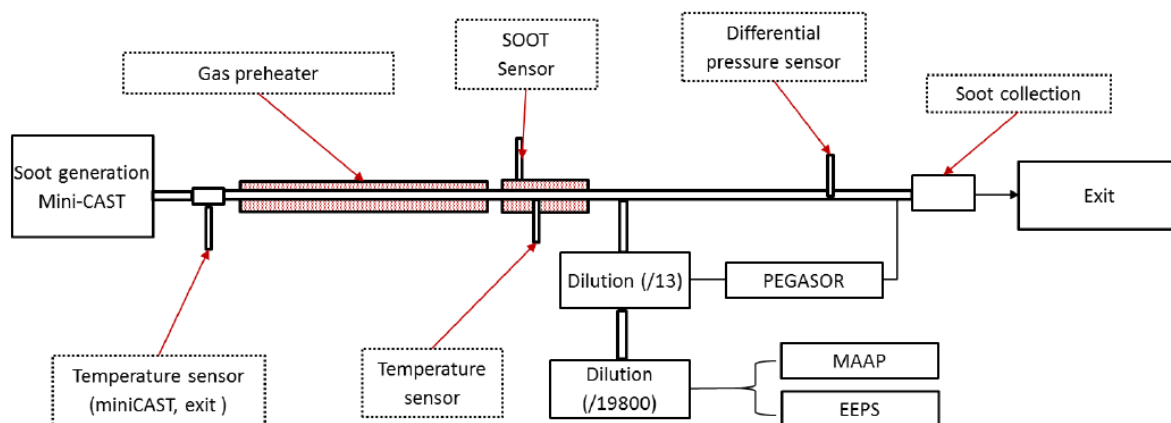 SOOT
Sensor
Differential
pressure sensor
Gas preheater
Soot collection
Soot generation
Mini-CAST
Exit
Dilution (/13)
PEGASOR
Temperature sensor
(miniCAST, exit )
Temperature
sensor
Dilution
(/19800)
MAAP
EEPS